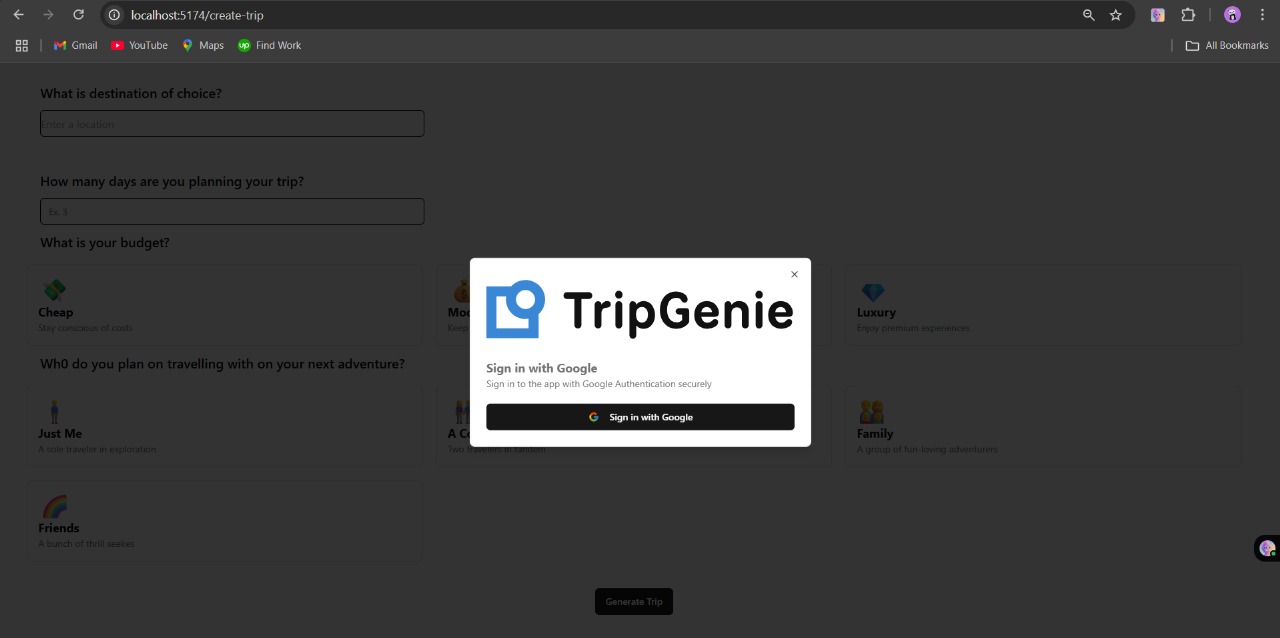 localhost:5174/create-trip
Gmail YouTube Maps Find Work All Bookmarks
What is destination of choice?
Enter a location
How many days are you planning your trip?
Ex. 3
What is your budget?
Cheap
Stay conscious of costs
Mod
Keep
Luxury
Enjoy premium experiences
Wh0 do you plan on travelling with on your next adventure?
Just Me
A sole traveler in exploration
A Co
Two travelers in tandem
Family
A group of fun-loving adventurers
Friends
A bunch of thrill seekes
Generate Trip
TripGenie
Sign in with Google
Sign in to the app with Google Authentication securely
Sign in with Google